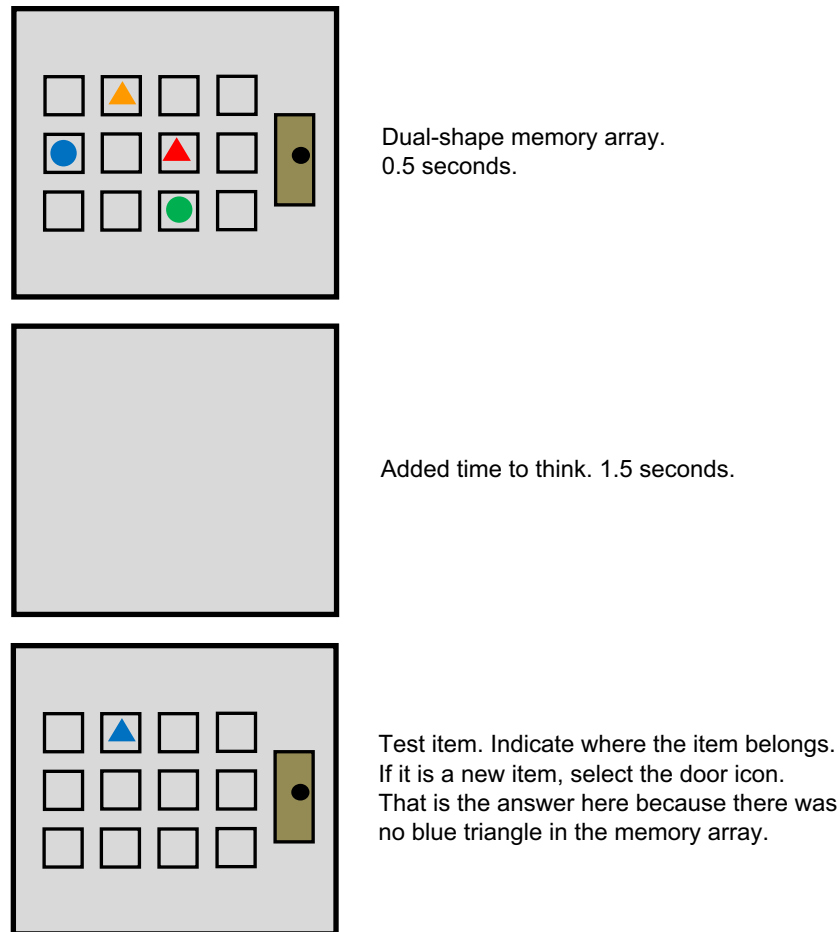 Dual-shape memory array.
0.5 seconds.
Added time to think. 1.5 seconds.
Test item. Indicate where the item belongs.
If it is a new item, select the door icon.
That is the answer here because there was
no blue triangle in the memory array.